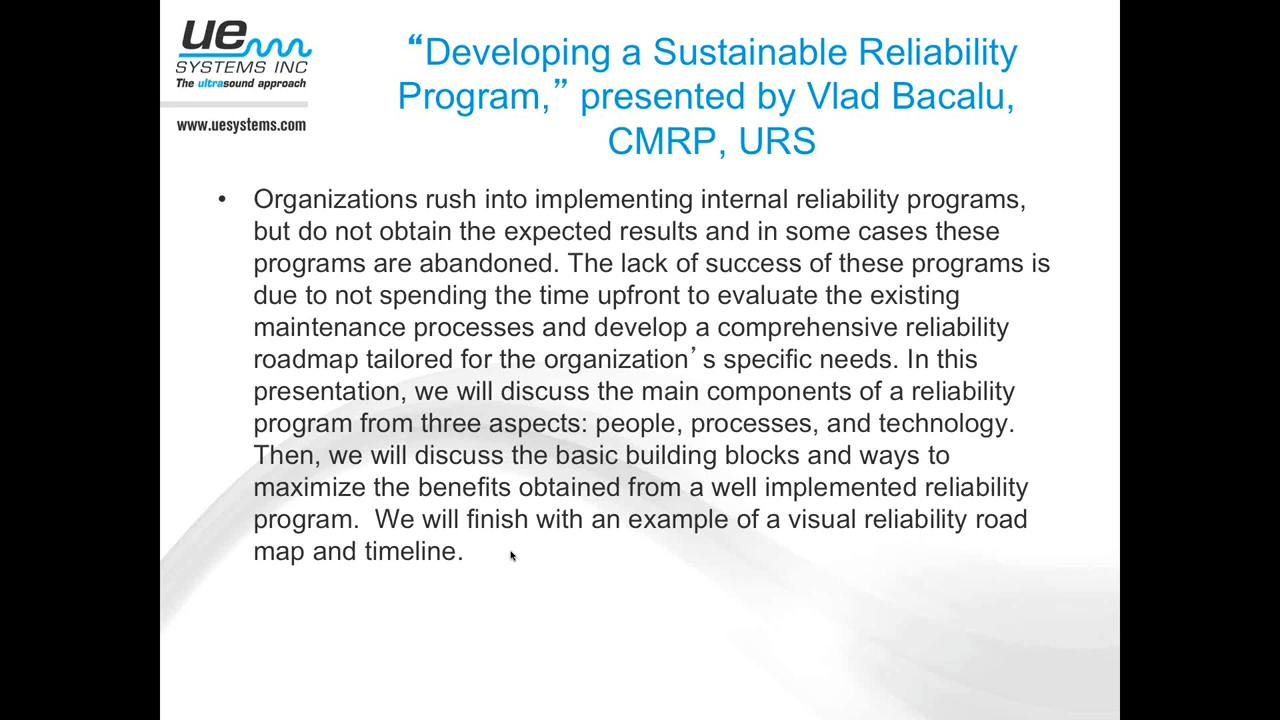 ue
SYSTEMS INC
The ultrasound approach
www.uesystems.com
“Developing a Sustainable Reliability
Program,” presented by Vlad Bacalu,
CMRP, URS
• Organizations rush into implementing internal reliability programs,
but do not obtain the expected results and in some cases these
programs are abandoned. The lack of success of these programs is
due to not spending the time upfront to evaluate the existing
maintenance processes and develop a comprehensive reliability
roadmap tailored for the organization’s specific needs. In this
presentation, we will discuss the main components of a reliability
program from three aspects: people, processes, and technology.
Then, we will discuss the basic building blocks and ways to
maximize the benefits obtained from a well implemented reliability
program.  We will finish with an example of a visual reliability road
map and timeline.